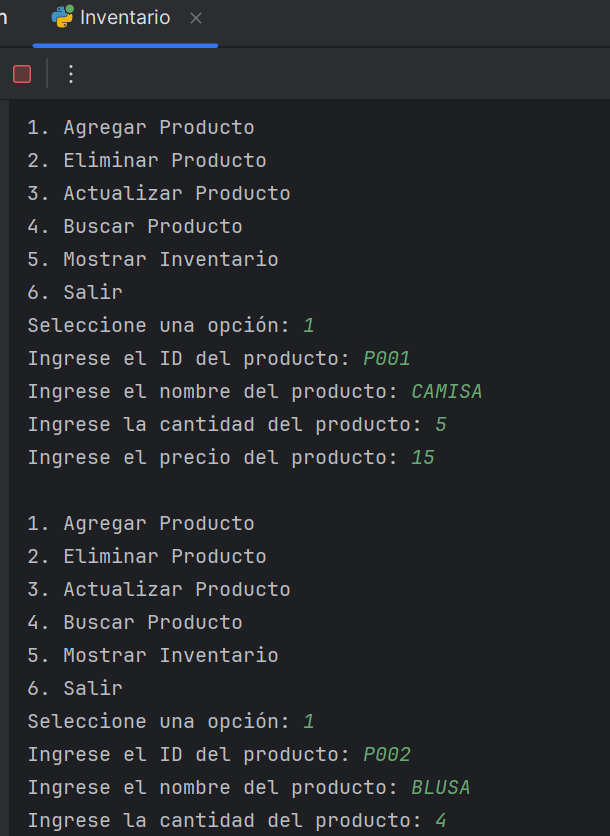 n
Inventario
1. Agregar Producto
2. Eliminar Producto
3. Actualizar Producto
4. Buscar Producto
5. Mostrar Inventario
6. Salir
Seleccione una opción: 1
Ingrese el ID del producto: P001
Ingrese el nombre del producto: CAMISA
Ingrese la cantidad del producto: 5
Ingrese el precio del producto: 15
1. Agregar Producto
2. Eliminar Producto
3. Actualizar Producto
4. Buscar Producto
5. Mostrar Inventario
6. Salir
Seleccione una opción: 1
Ingrese el ID del producto: P002
Ingrese el nombre del producto: BLUSA
Ingrese la cantidad del producto: 4